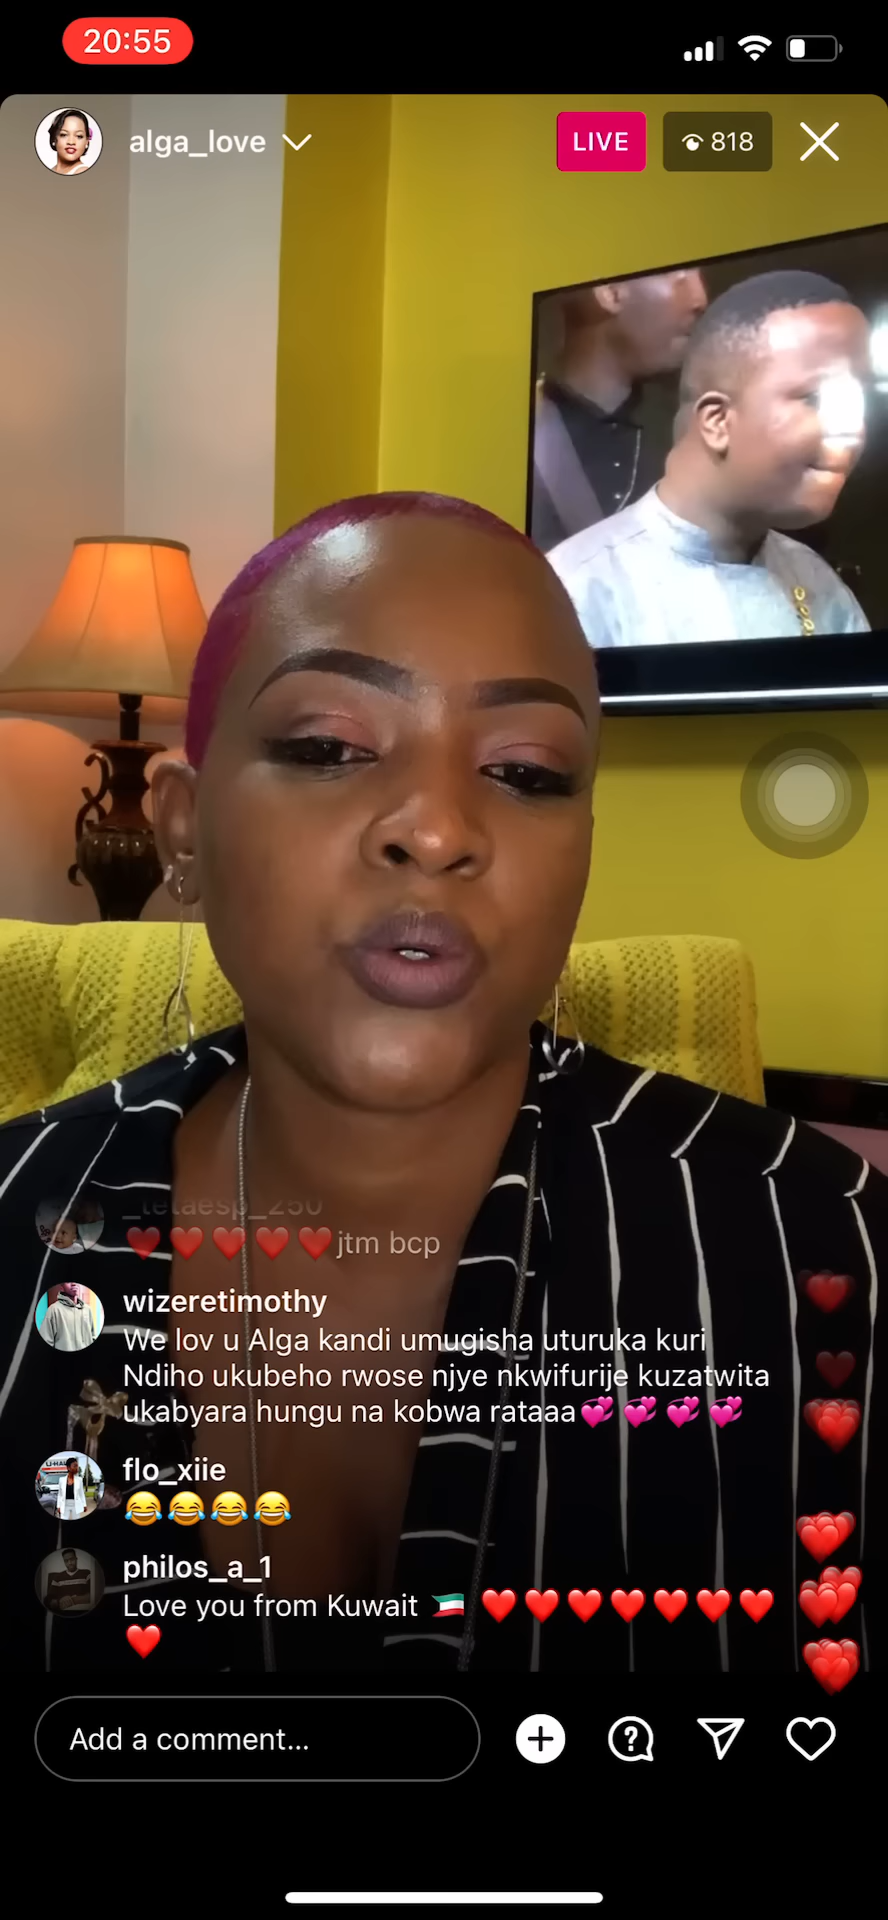 20:55
alga_love
LIVE
818
_tetaesp_250
❤️❤️❤️❤️❤️jtm bcp
wizeretimothy
We lov u Alga kandi umugisha uturuka kuri
Ndiho ukubeho rwose njye nkwifurije kuzatwita
ukabyara hungu na kobwa rataaa💞💞💞💞
flo_xiie
😂😂😂😂
philos_a_1
Love you from Kuwait 🇰🇼 ❤️❤️❤️❤️❤️❤️❤️
❤️
Add a comment...